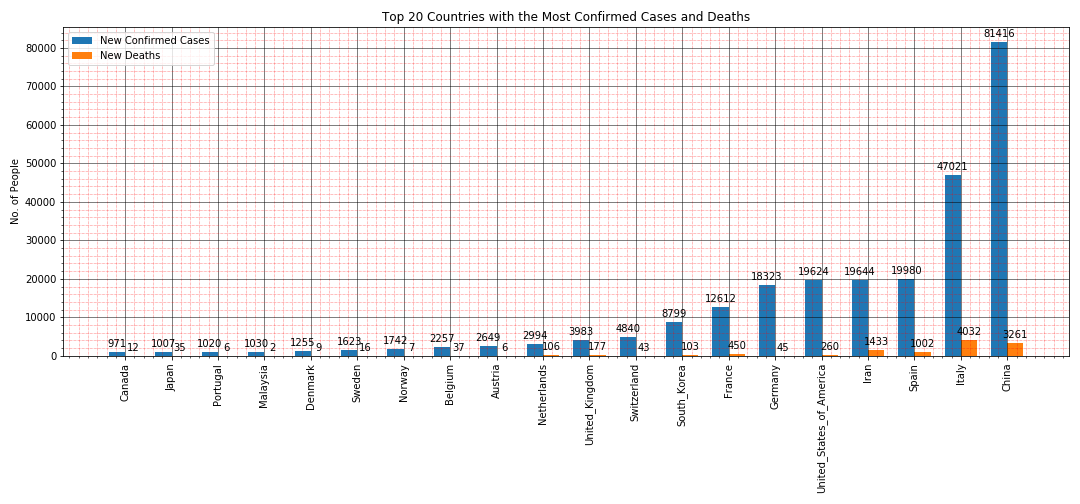 Top 20 Countries with the Most Confirmed Cases and Deaths
New Confirmed Cases
New Deaths
No. of People
80000
70000
60000
50000
40000
30000
20000
10000
0
971 12
1007 35
1020 6
1030 2
1255 9
1623 16
1742 7
2257 37
2649 6
2994 106
3983 177
4840 43
8799 103
12612 450
18323 45
19624 260
19644 1433
19980 1002
47021 4032
81416 3261
Canada
Japan
Portugal
Malaysia
Denmark
Sweden
Norway
Belgium
Austria
Netherlands
United_Kingdom
Switzerland
South_Korea
France
Germany
United_States_of_America
Iran
Spain
Italy
China